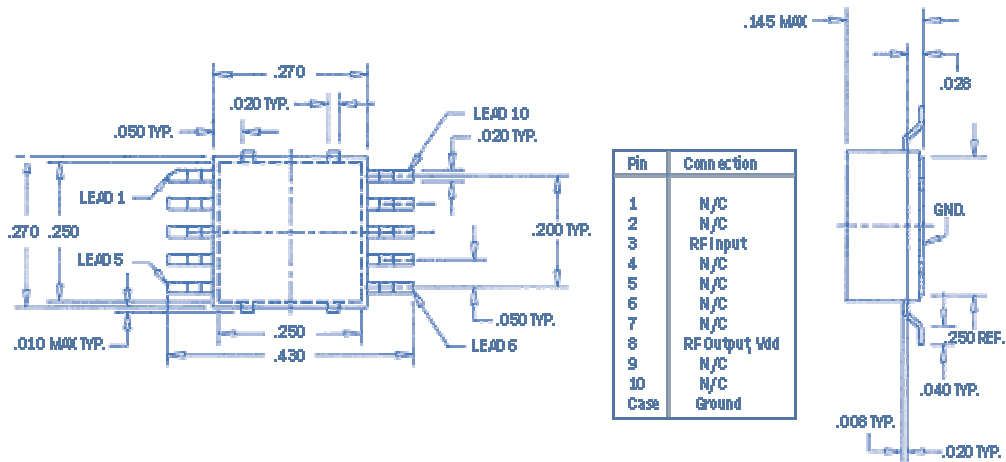 .145 MAX
.028
.270
.020 TYP.
.050 TYP.
LEAD 10
.020 TYP.
LEAD 1
.270
.250
.200 TYP.
LEAD 5
.050 TYP.
.010 MAX TYP.
.250
.430
LEAD 6
Pin Connection
1 N/C
2 N/C
3 RF Input
4 N/C
5 N/C
6 N/C
7 N/C
8 RF Output, Vdd
9 N/C
10 N/C
Case Ground
GND.
.250 REF.
.040 TYP.
.008 TYP.
.020 TYP.